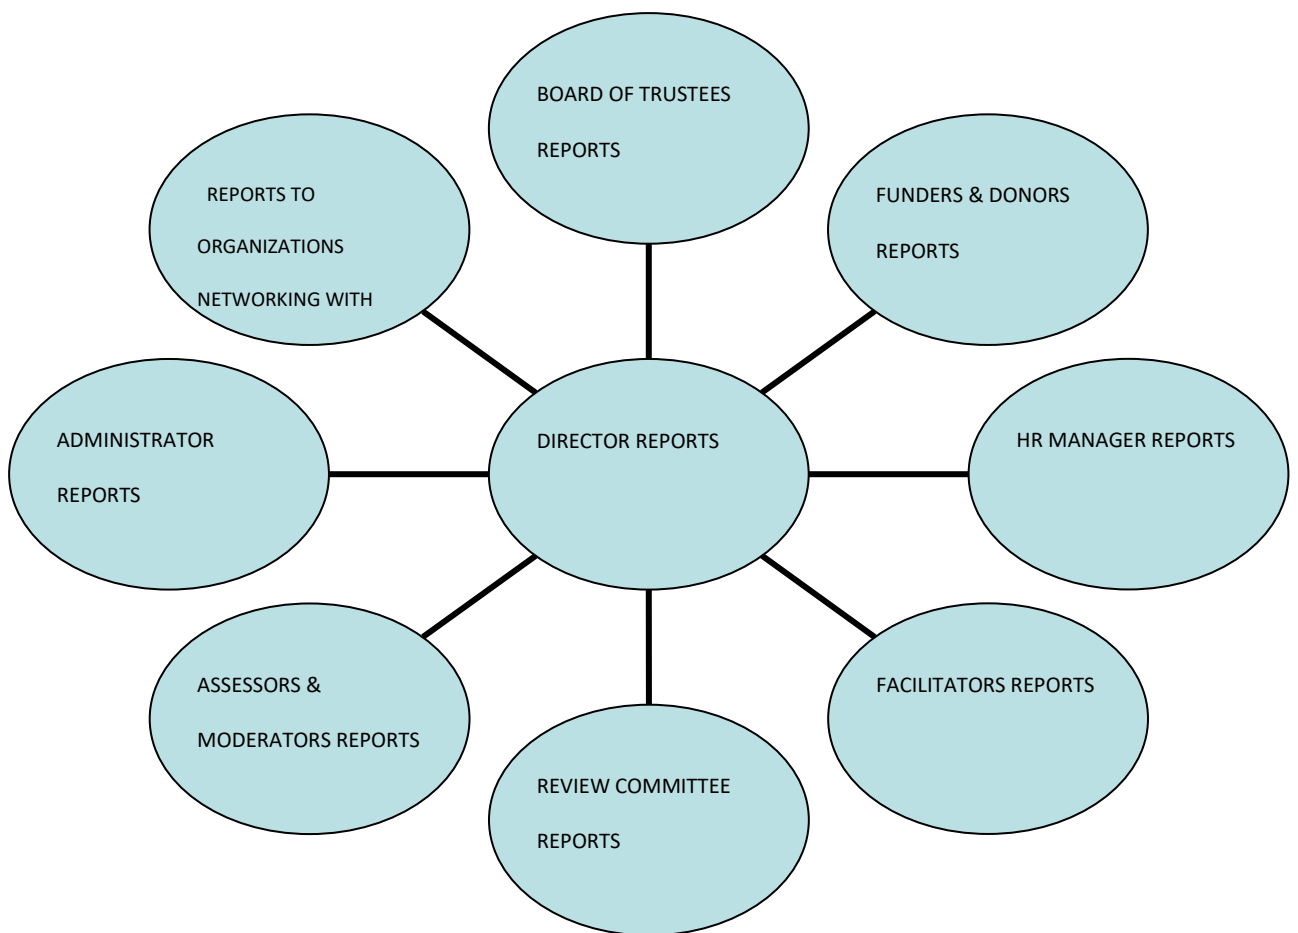 BOARD OF TRUSTEES
REPORTS
REPORTS TO
ORGANIZATIONS
NETWORKING WITH
FUNDERS & DONORS
REPORTS
ADMINISTRATOR
REPORTS
DIRECTOR REPORTS
HR MANAGER REPORTS
ASSESSORS &
MODERATORS REPORTS
FACILITATORS REPORTS
REVIEW COMMITTEE
REPORTS